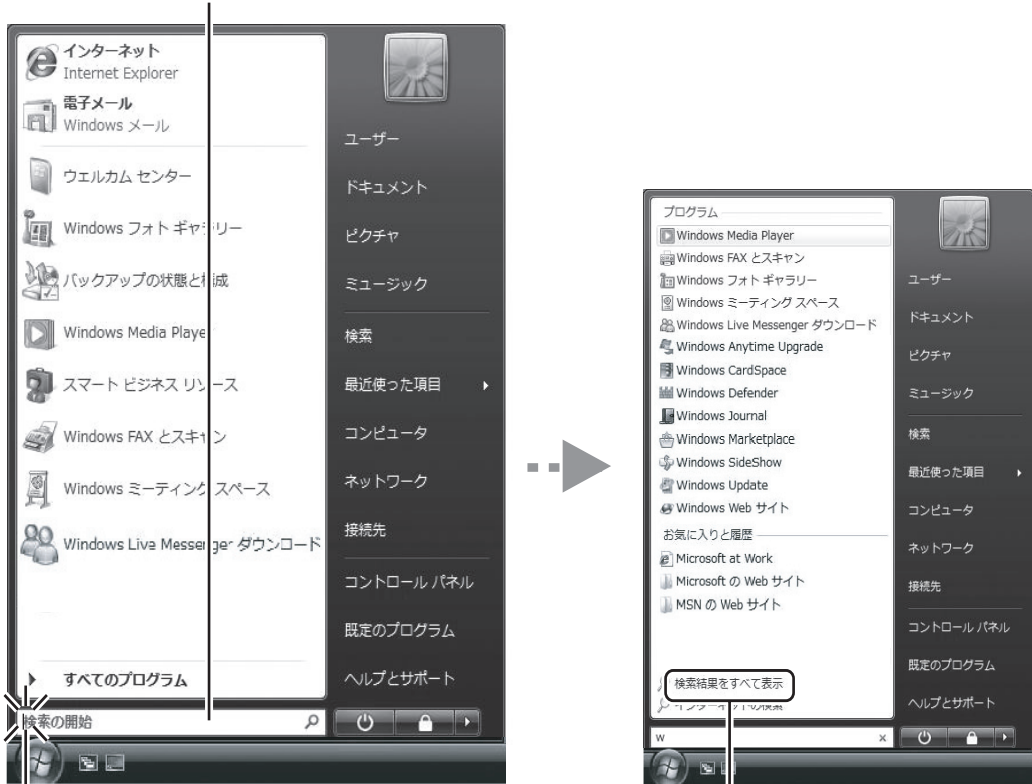 インターネット
Internet Explorer
電子メール
Windows メール
ウェルカム センター
Windows フォト ギャラリー
バックアップの状態と構成
Windows Media Player
スマート ビジネス リソース
Windows FAX とスキャン
Windows ミーティング スペース
Windows Live Messenger ダウンロード
すべてのプログラム
検索の開始
ユーザー
ドキュメント
ピクチャ
ミュージック
検索
最近使った項目
コンピュータ
ネットワーク
接続先
コントロール パネル
既定のプログラム
ヘルプとサポート
プログラム
Windows Media Player
Windows FAX とスキャン
Windows フォト ギャラリー
Windows ミーティング スペース
Windows Live Messenger ダウンロード
Windows Anytime Upgrade
Windows CardSpace
Windows Defender
Windows Journal
Windows Marketplace
Windows SideShow
Windows Update
Windows Web サイト
お気に入りと履歴
Microsoft at Work
Microsoft の Web サイト
MSN の Web サイト
検索結果をすべて表示
インターネットの検索
w
ユーザー
ドキュメント
ピクチャ
ミュージック
検索
最近使った項目
コンピュータ
ネットワーク
接続先
コントロール パネル
既定のプログラム
ヘルプとサポート